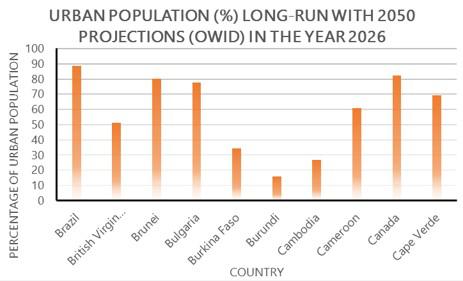 URBAN POPULATION (%) LONG-RUN WITH 2050
PROJECTIONS (OWID) IN THE YEAR 2026
PERCENTAGE OF URBAN POPULATION
100
90
80
70
60
50
40
30
20
10
0
Brazil
British Virgin...
Brunei
Bulgaria
Burkina Faso
Burundi
Cambodia
Cameroon
Canada
Cape Verde
COUNTRY